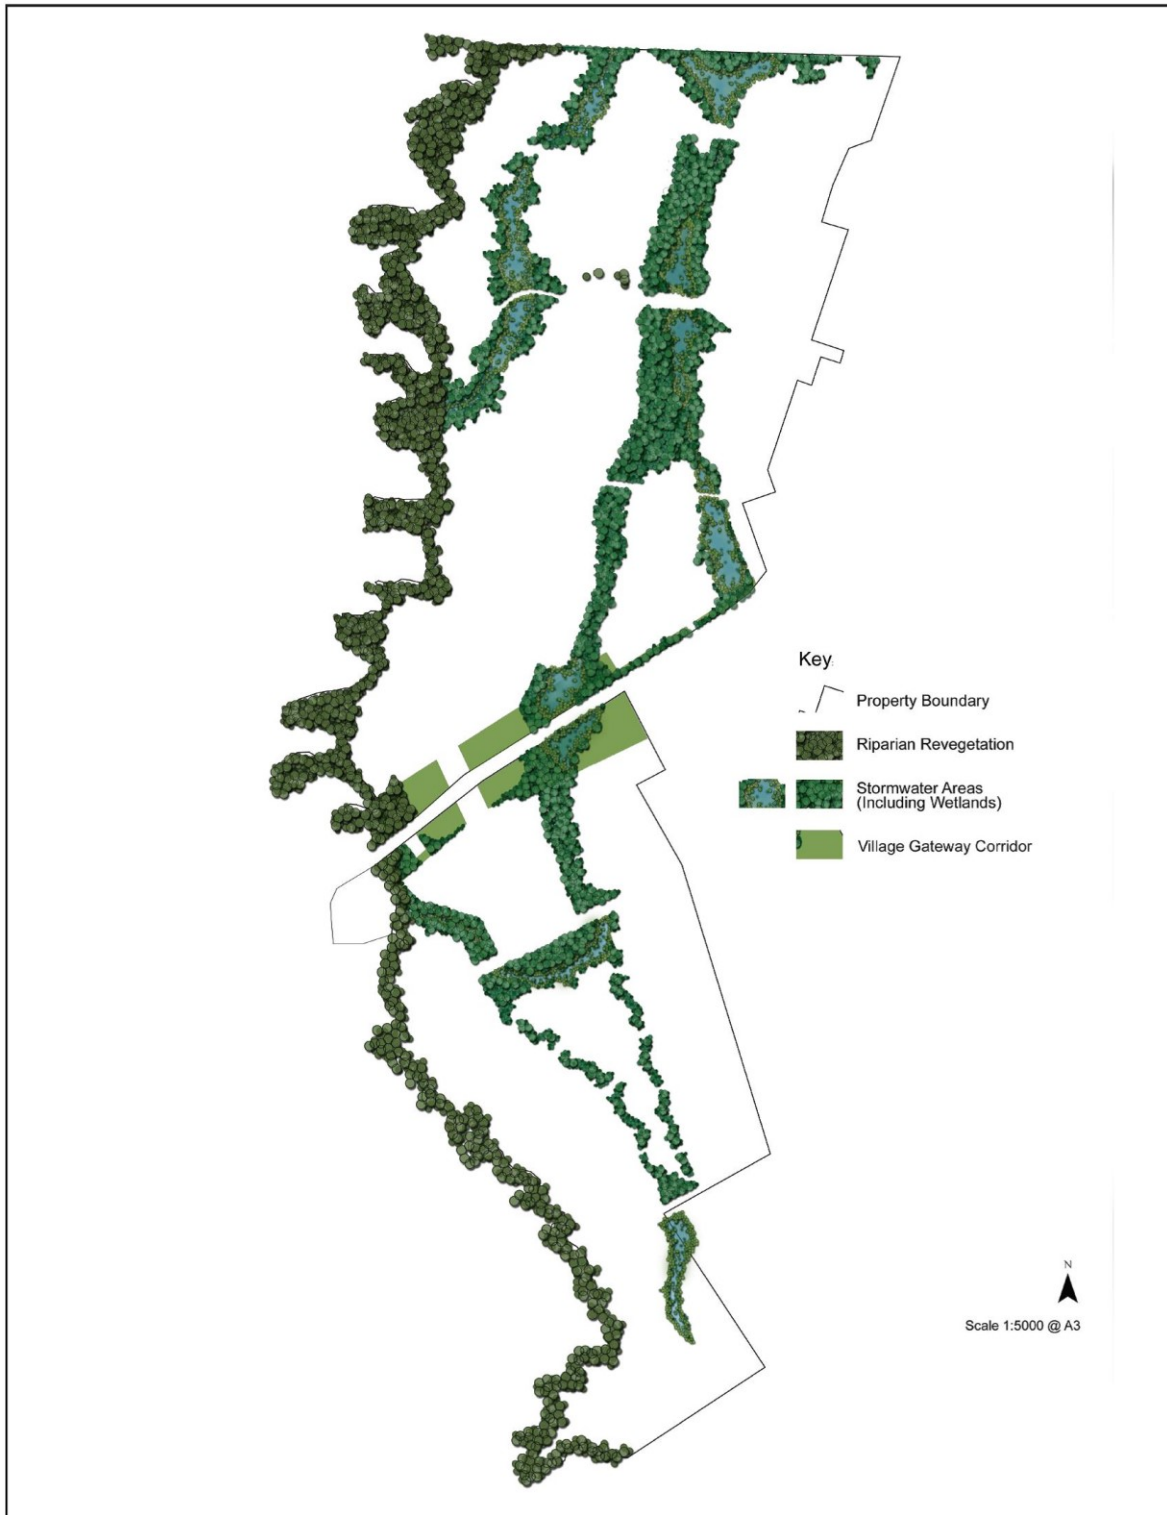 Key:
Property Boundary
Riparian Revegetation
Stormwater Areas
(Including Wetlands)
Village Gateway Corridor
N
Scale 1:5000 @ A3